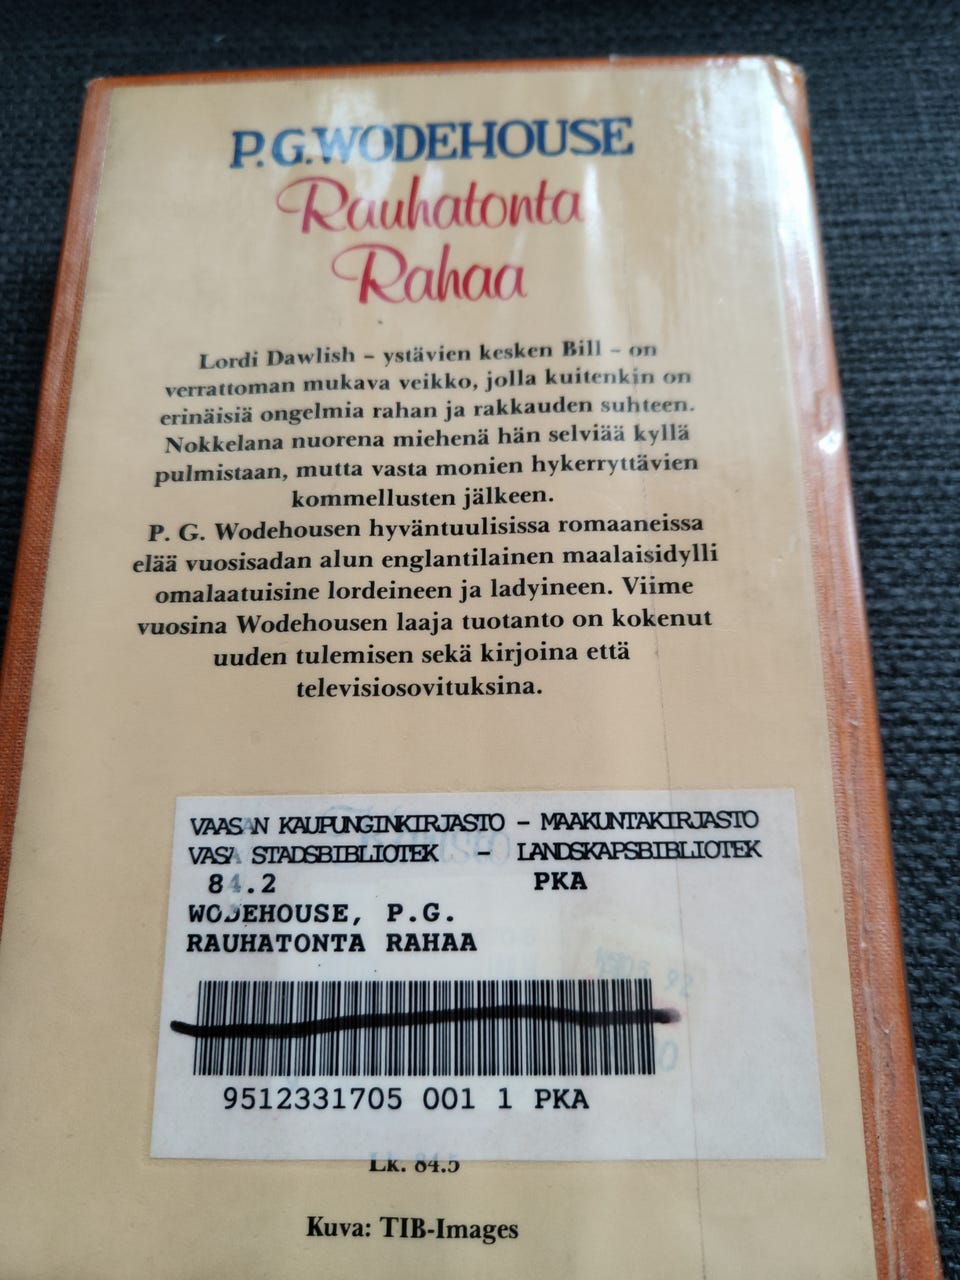 P.G.WODEHOUSE
Rauhatonta
Rahaa
Lordi Dawlish – ystävien kesken Bill – on
verrattoman mukava veikko, jolla kuitenkin on
erinäisiä ongelmia rahan ja rakkauden suhteen.
Nokkelana nuorena miehenä hän selviää kyllä
pulmistaan, mutta vasta monien hykerryttävien
kommellusten jälkeen.
P. G. Wodehousen hyväntuulisissa romaaneissa
elää vuosisadan alun englantilainen maalaisidylli
omalaatuisine lordeineen ja ladyineen. Viime
vuosina Wodehousen laaja tuotanto on kokenut
uuden tulemisen sekä kirjoina että
televisiosovituksina.
VAASAN KAUPUNGINKIRJASTO – MAAKUNTAKIRJASTO
VASA STADSBIBLIOTEK – LANDSKAPSBIBLIOTEK
84.2 PKA
WODEHOUSE, P.G.
RAUHATONTA RAHAA
9512331705 001 1 PKA
Lk. 84.5
Kuva: TIB-Images